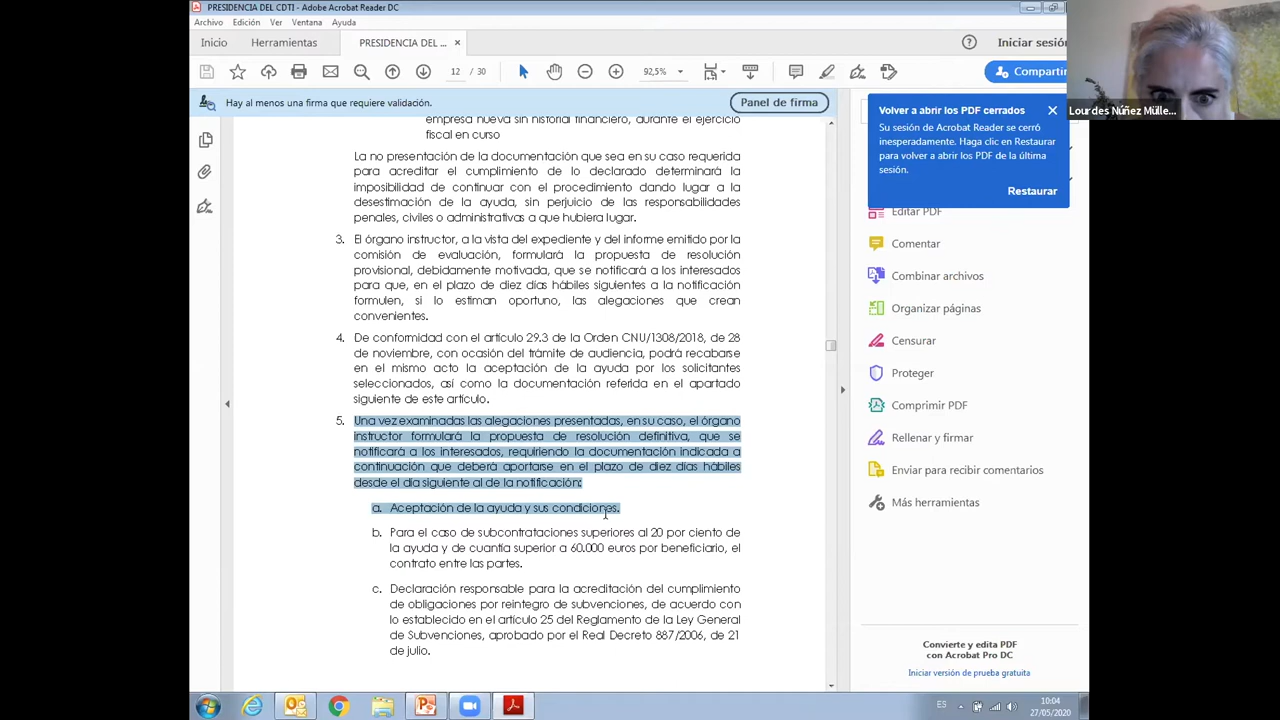 PRESIDENCIA DEL CDTI - Adobe Acrobat Reader DC
Archivo Edición Ver Ventana Ayuda
Inicio Herramientas PRESIDENCIA DEL ... × Iniciar sesión
12 / 30 92,5% Compartir
Hay al menos una firma que requiere validación. Panel de firma
Lourdes Núñez Mülle...
empresa nueva sin historial financiero, durante el ejercicio
fiscal en curso
La no presentación de la documentación que sea en su caso requerida
para acreditar el cumplimiento de lo declarado determinará la
imposibilidad de continuar con el procedimiento dando lugar a la
desestimación de la ayuda, sin perjuicio de las responsabilidades
penales, civiles o administrativas a que hubiera lugar.
3. El órgano instructor, a la vista del expediente y del informe emitido por la
comisión de evaluación, formulará la propuesta de resolución
provisional, debidamente motivada, que se notificará a los interesados
para que, en el plazo de diez días hábiles siguientes a la notificación
formulen, si lo estiman oportuno, las alegaciones que crean
convenientes.
4. De conformidad con el artículo 29.3 de la Orden CNU/1308/2018, de 28
de noviembre, con ocasión del trámite de audiencia, podrá recabarse
en el mismo acto la aceptación de la ayuda por los solicitantes
seleccionados, así como la documentación referida en el apartado
siguiente de este artículo.
5. Una vez examinadas las alegaciones presentadas, en su caso, el órgano
instructor formulará la propuesta de resolución definitiva, que se
notificará a los interesados, requiriendo la documentación indicada a
continuación que deberá aportarse en el plazo de diez días hábiles
desde el día siguiente al de la notificación:
a. Aceptación de la ayuda y sus condiciones.
b. Para el caso de subcontrataciones superiores al 20 por ciento de
la ayuda y de cuantía superior a 60.000 euros por beneficiario, el
contrato entre las partes.
c. Declaración responsable para la acreditación del cumplimiento
de obligaciones por reintegro de subvenciones, de acuerdo con
lo establecido en el artículo 25 del Reglamento de la Ley General
de Subvenciones, aprobado por el Real Decreto 887/2006, de 21
de julio.
Volver a abrir los PDF cerrados
Su sesión de Acrobat Reader se cerró
inesperadamente. Haga clic en Restaurar
para volver a abrir los PDF de la última
sesión.
Restaurar
Editar PDF
Comentar
Combinar archivos
Organizar páginas
Censurar
Proteger
Comprimir PDF
Rellenar y firmar
Enviar para recibir comentarios
Más herramientas
Convierte y edita PDF
con Acrobat Pro DC
Iniciar versión de prueba gratuita
ES 10:04
27/05/2020